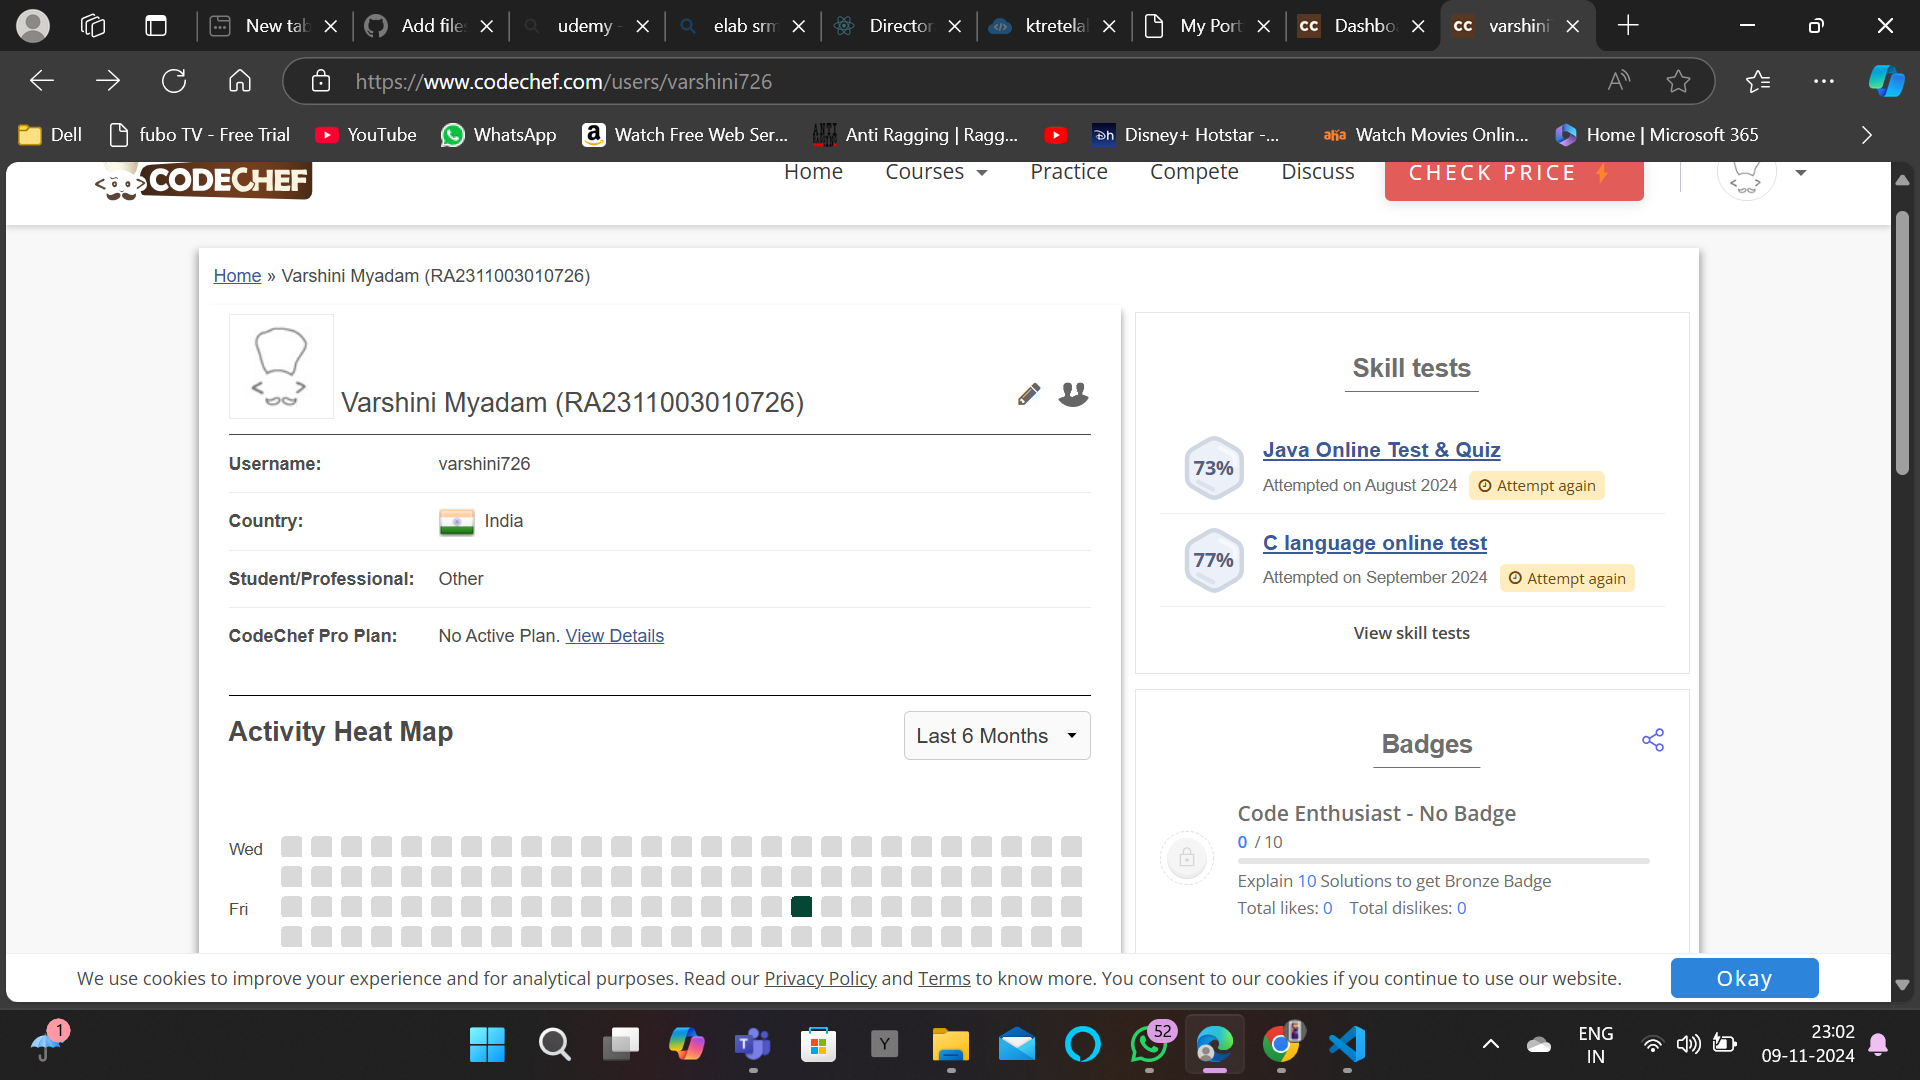 New tab
Add file
udemy -
elab srm
Director
ktretelal
My Port
CC Dashbo
CC varshini
https://www.codechef.com/users/varshini726
Dell
fubo TV - Free Trial
YouTube
WhatsApp
Watch Free Web Ser...
Anti Ragging | Ragg...
Disney+ Hotstar -...
aha Watch Movies Onlin...
Home | Microsoft 365
CODECHEF
Home
Courses
Practice
Compete
Discuss
CHECK PRICE
Home » Varshini Myadam (RA2311003010726)
Varshini Myadam (RA2311003010726)
Username: varshini726
Country: India
Student/Professional: Other
CodeChef Pro Plan: No Active Plan. View Details
Activity Heat Map
Last 6 Months
Wed
Fri
Skill tests
73%
Java Online Test & Quiz
Attempted on August 2024 Attempt again
77%
C language online test
Attempted on September 2024 Attempt again
View skill tests
Badges
Code Enthusiast - No Badge
0 / 10
Explain 10 Solutions to get Bronze Badge
Total likes: 0 Total dislikes: 0
We use cookies to improve your experience and for analytical purposes. Read our Privacy Policy and Terms to know more. You consent to our cookies if you continue to use our website.
Okay
1
Y
52
ENG
IN
23:02
09-11-2024